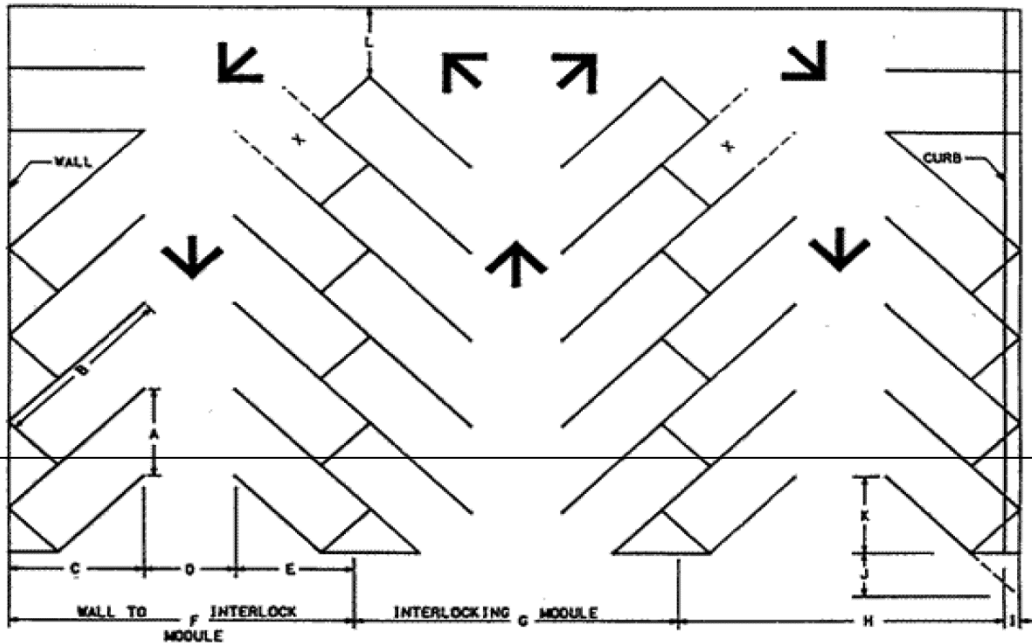 L
X
X
WALL
CURB
B
A
K
J
C
D
E
WALL TO INTERLOCK
F
MODULE
INTERLOCKING MODULE
G
H
I